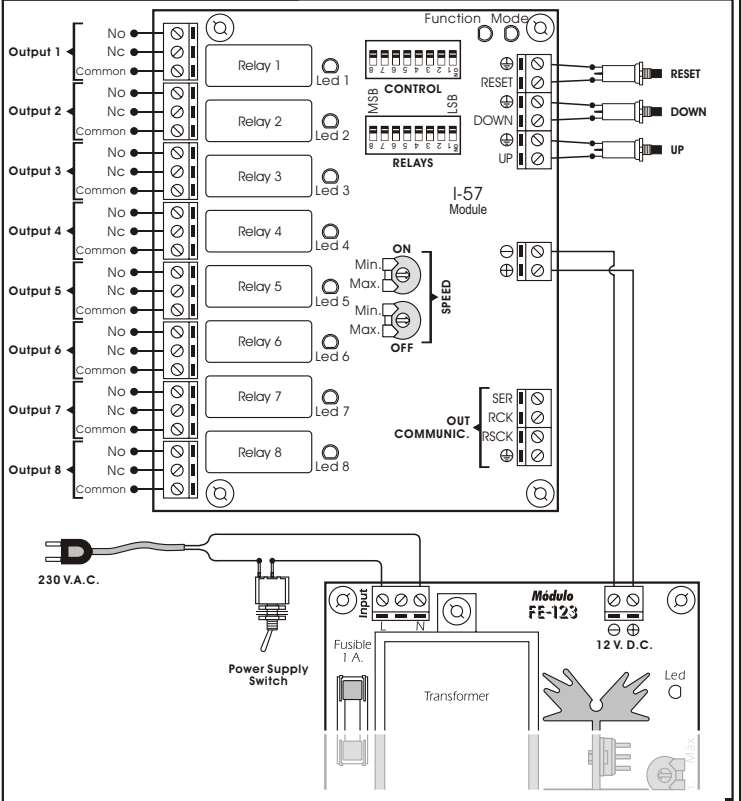 Function Mode
Output 1
No
Nc
Common
Relay 1
Led 1
8 7 6 5 4 3 2 1
ON
CONTROL
MSB
LSB
8 7 6 5 4 3 2 1
ON
RELAYS
RESET
RESET
DOWN
DOWN
UP
UP
Output 2
No
Nc
Common
Relay 2
Led 2
Output 3
No
Nc
Common
Relay 3
Led 3
I-57
Module
Output 4
No
Nc
Common
Relay 4
Led 4
ON
Min.
Max.
Min.
Max.
OFF
SPEED
Output 5
No
Nc
Common
Relay 5
Led 5
Output 6
No
Nc
Common
Relay 6
Led 6
Output 7
No
Nc
Common
Relay 7
Led 7
Output 8
No
Nc
Common
Relay 8
Led 8
OUT
COMMUNIC.
SER
RCK
RSCK
230 V.A.C.
Power Supply
Switch
Input
L
N
Módulo
FE-123
12 V. D.C.
Fusible
1 A.
Transformer
Led
Máx